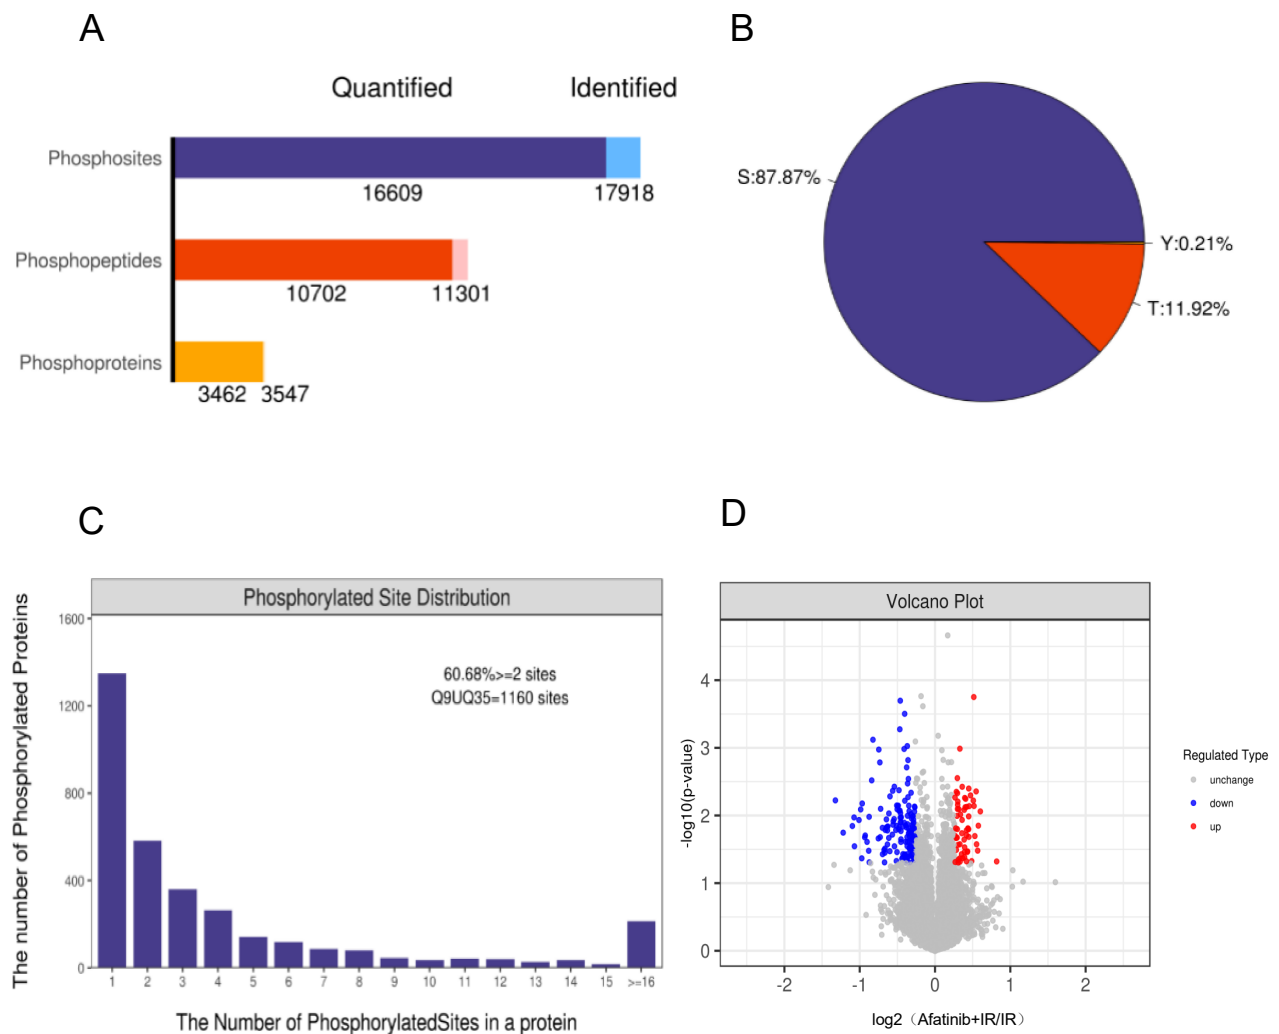 A
Quantified Identified
Phosphosites
16609 17918
Phosphopeptides
10702 11301
Phosphoproteins
3462 3547
B
S:87.87%
Y:0.21%
T:11.92%
C
Phosphorylated Site Distribution
The number of Phosphorylated Proteins
1600
1200
800
400
0
60.68%>=2 sites
Q9UQ35=1160 sites
1 2 3 4 5 6 7 8 9 10 11 12 13 14 15 >=16
The Number of PhosphorylatedSites in a protein
D
Volcano Plot
-log10(p-value)
4
3
2
1
0
-2 -1 0 1 2
log2（Afatinib+IR/IR）
Regulated Type
unchange
down
up